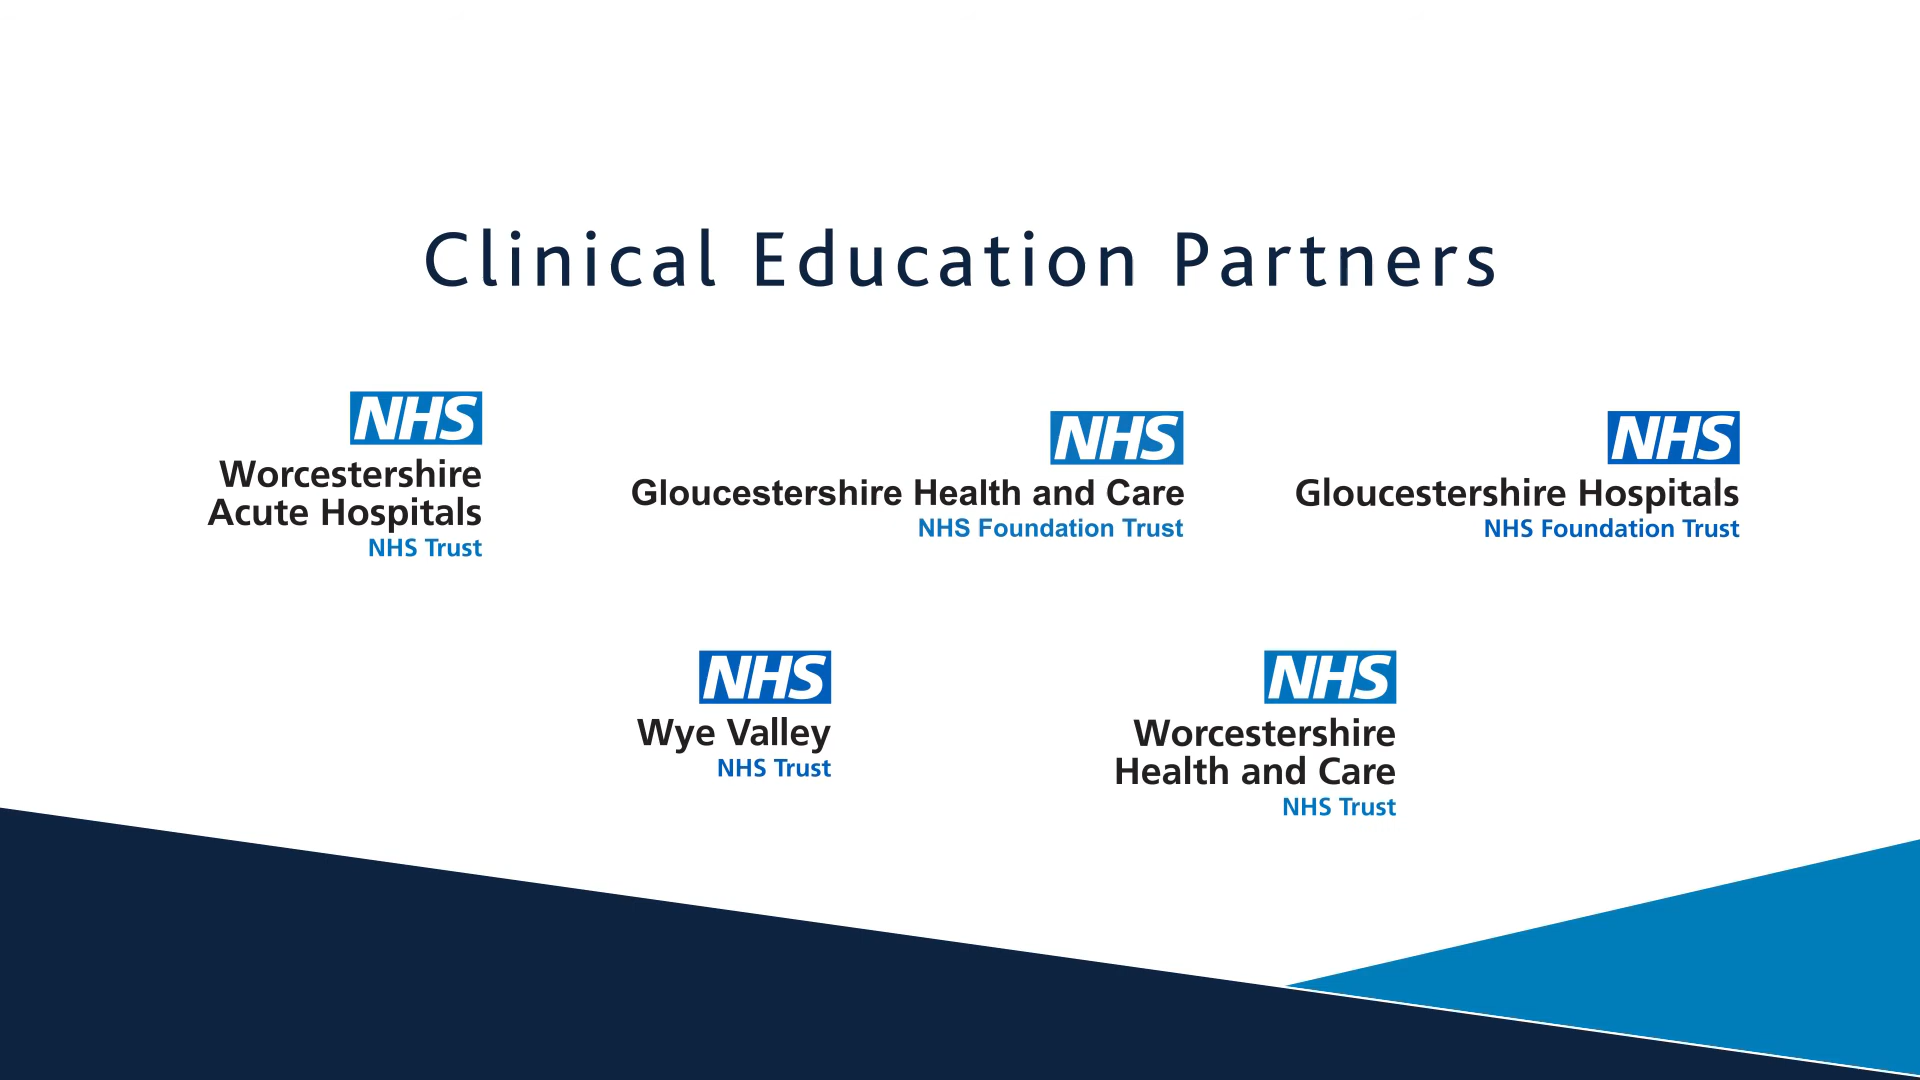 Clinical Education Partners
NHS
Worcestershire
Acute Hospitals
NHS Trust
NHS
Gloucestershire Health and Care
NHS Foundation Trust
NHS
Gloucestershire Hospitals
NHS Foundation Trust
NHS
Wye Valley
NHS Trust
NHS
Worcestershire
Health and Care
NHS Trust